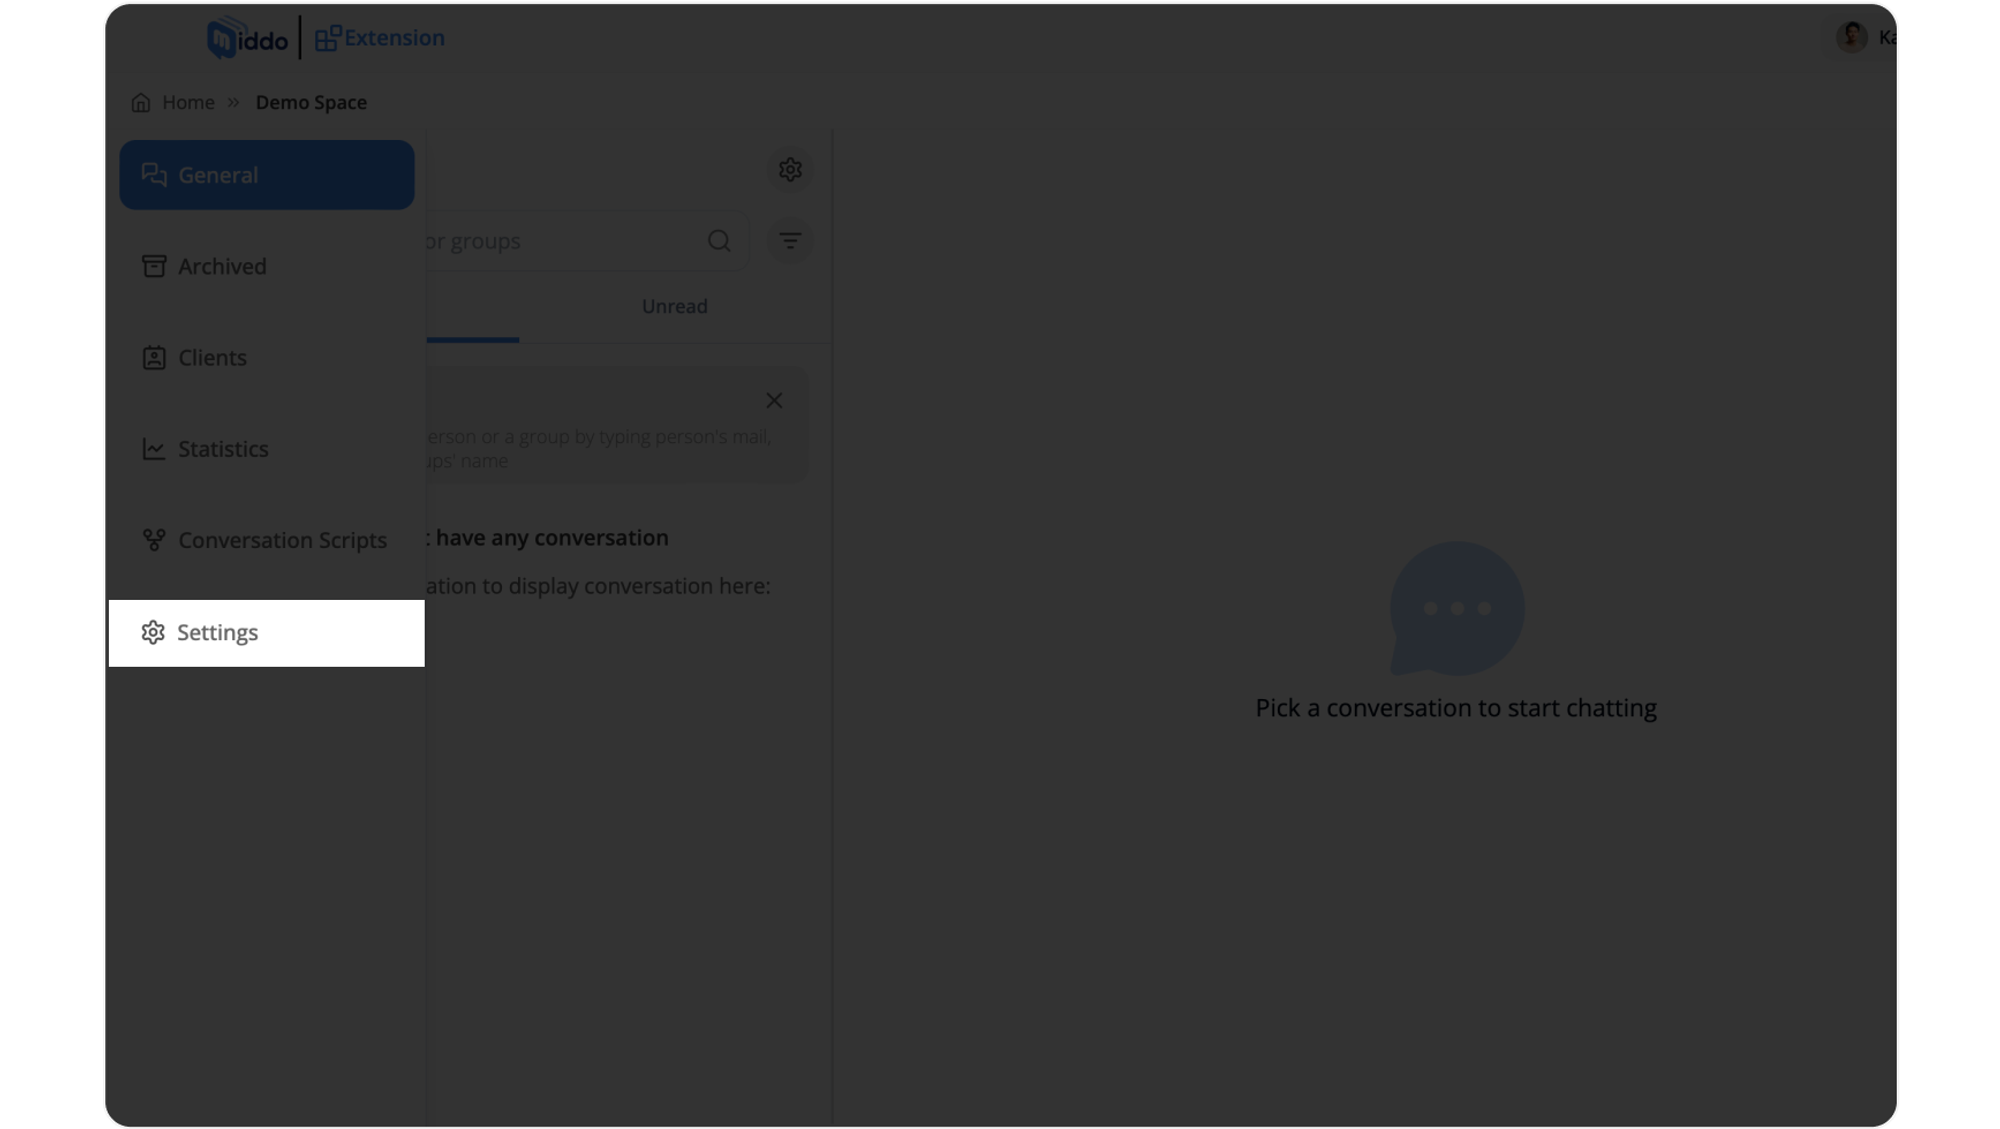 middo | Extension
Home » Demo Space
General
Archived
Clients
Statistics
Conversation Scripts
Settings
or groups
Unread
erson or a group by typing person's mail,
ups' name
have any conversation
ation to display conversation here:
Pick a conversation to start chatting
Ka